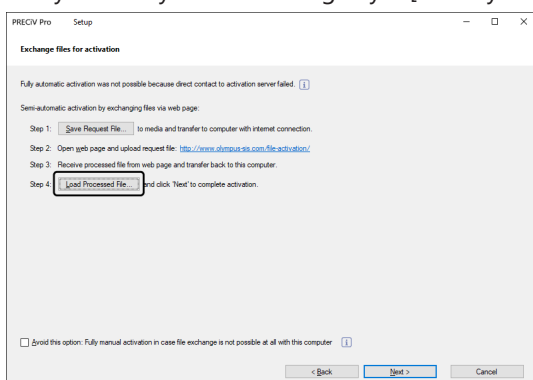 PRECiV Pro Setup
Exchange files for activation
Fully automatic activation was not possible because direct contact to activation server failed. i
Semi-automatic activation by exchanging files via web page:
Step 1: Save Request File... to media and transfer to computer with internet connection.
Step 2: Open web page and upload request file: http://www.olympus-sis.com/file-activation/
Step 3: Receive processed file from web page and transfer back to this computer.
Step 4: Load Processed File... and click 'Next' to complete activation.
Avoid this option: Fully manual activation in case file exchange is not possible at all with this computer i
< Back Next > Cancel